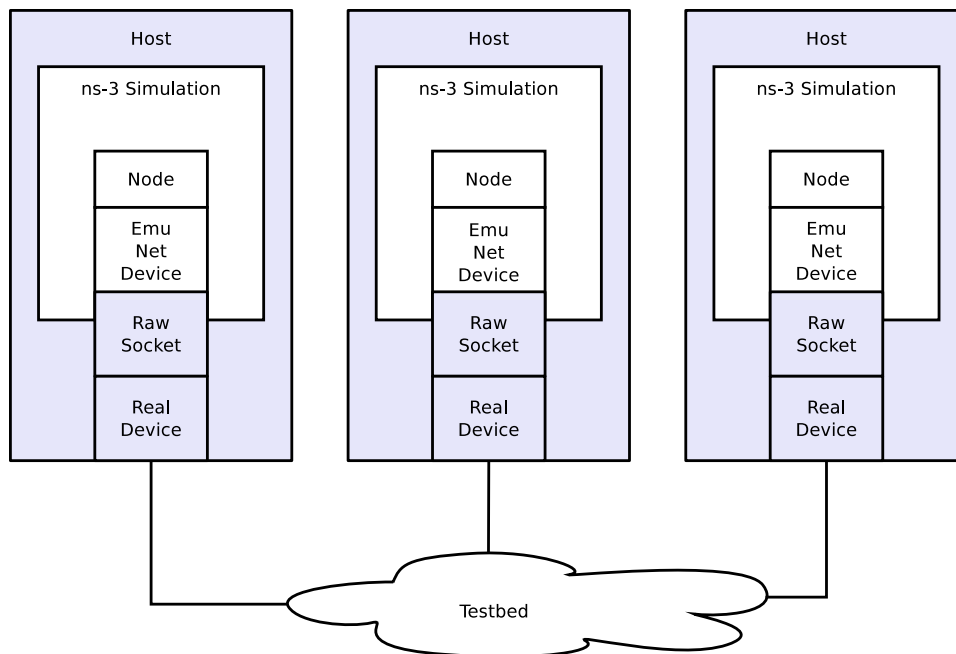 Host
ns-3 Simulation
Node
Emu
Net
Device
Raw
Socket
Real
Device
Host
ns-3 Simulation
Node
Emu
Net
Device
Raw
Socket
Real
Device
Host
ns-3 Simulation
Node
Emu
Net
Device
Raw
Socket
Real
Device
Testbed